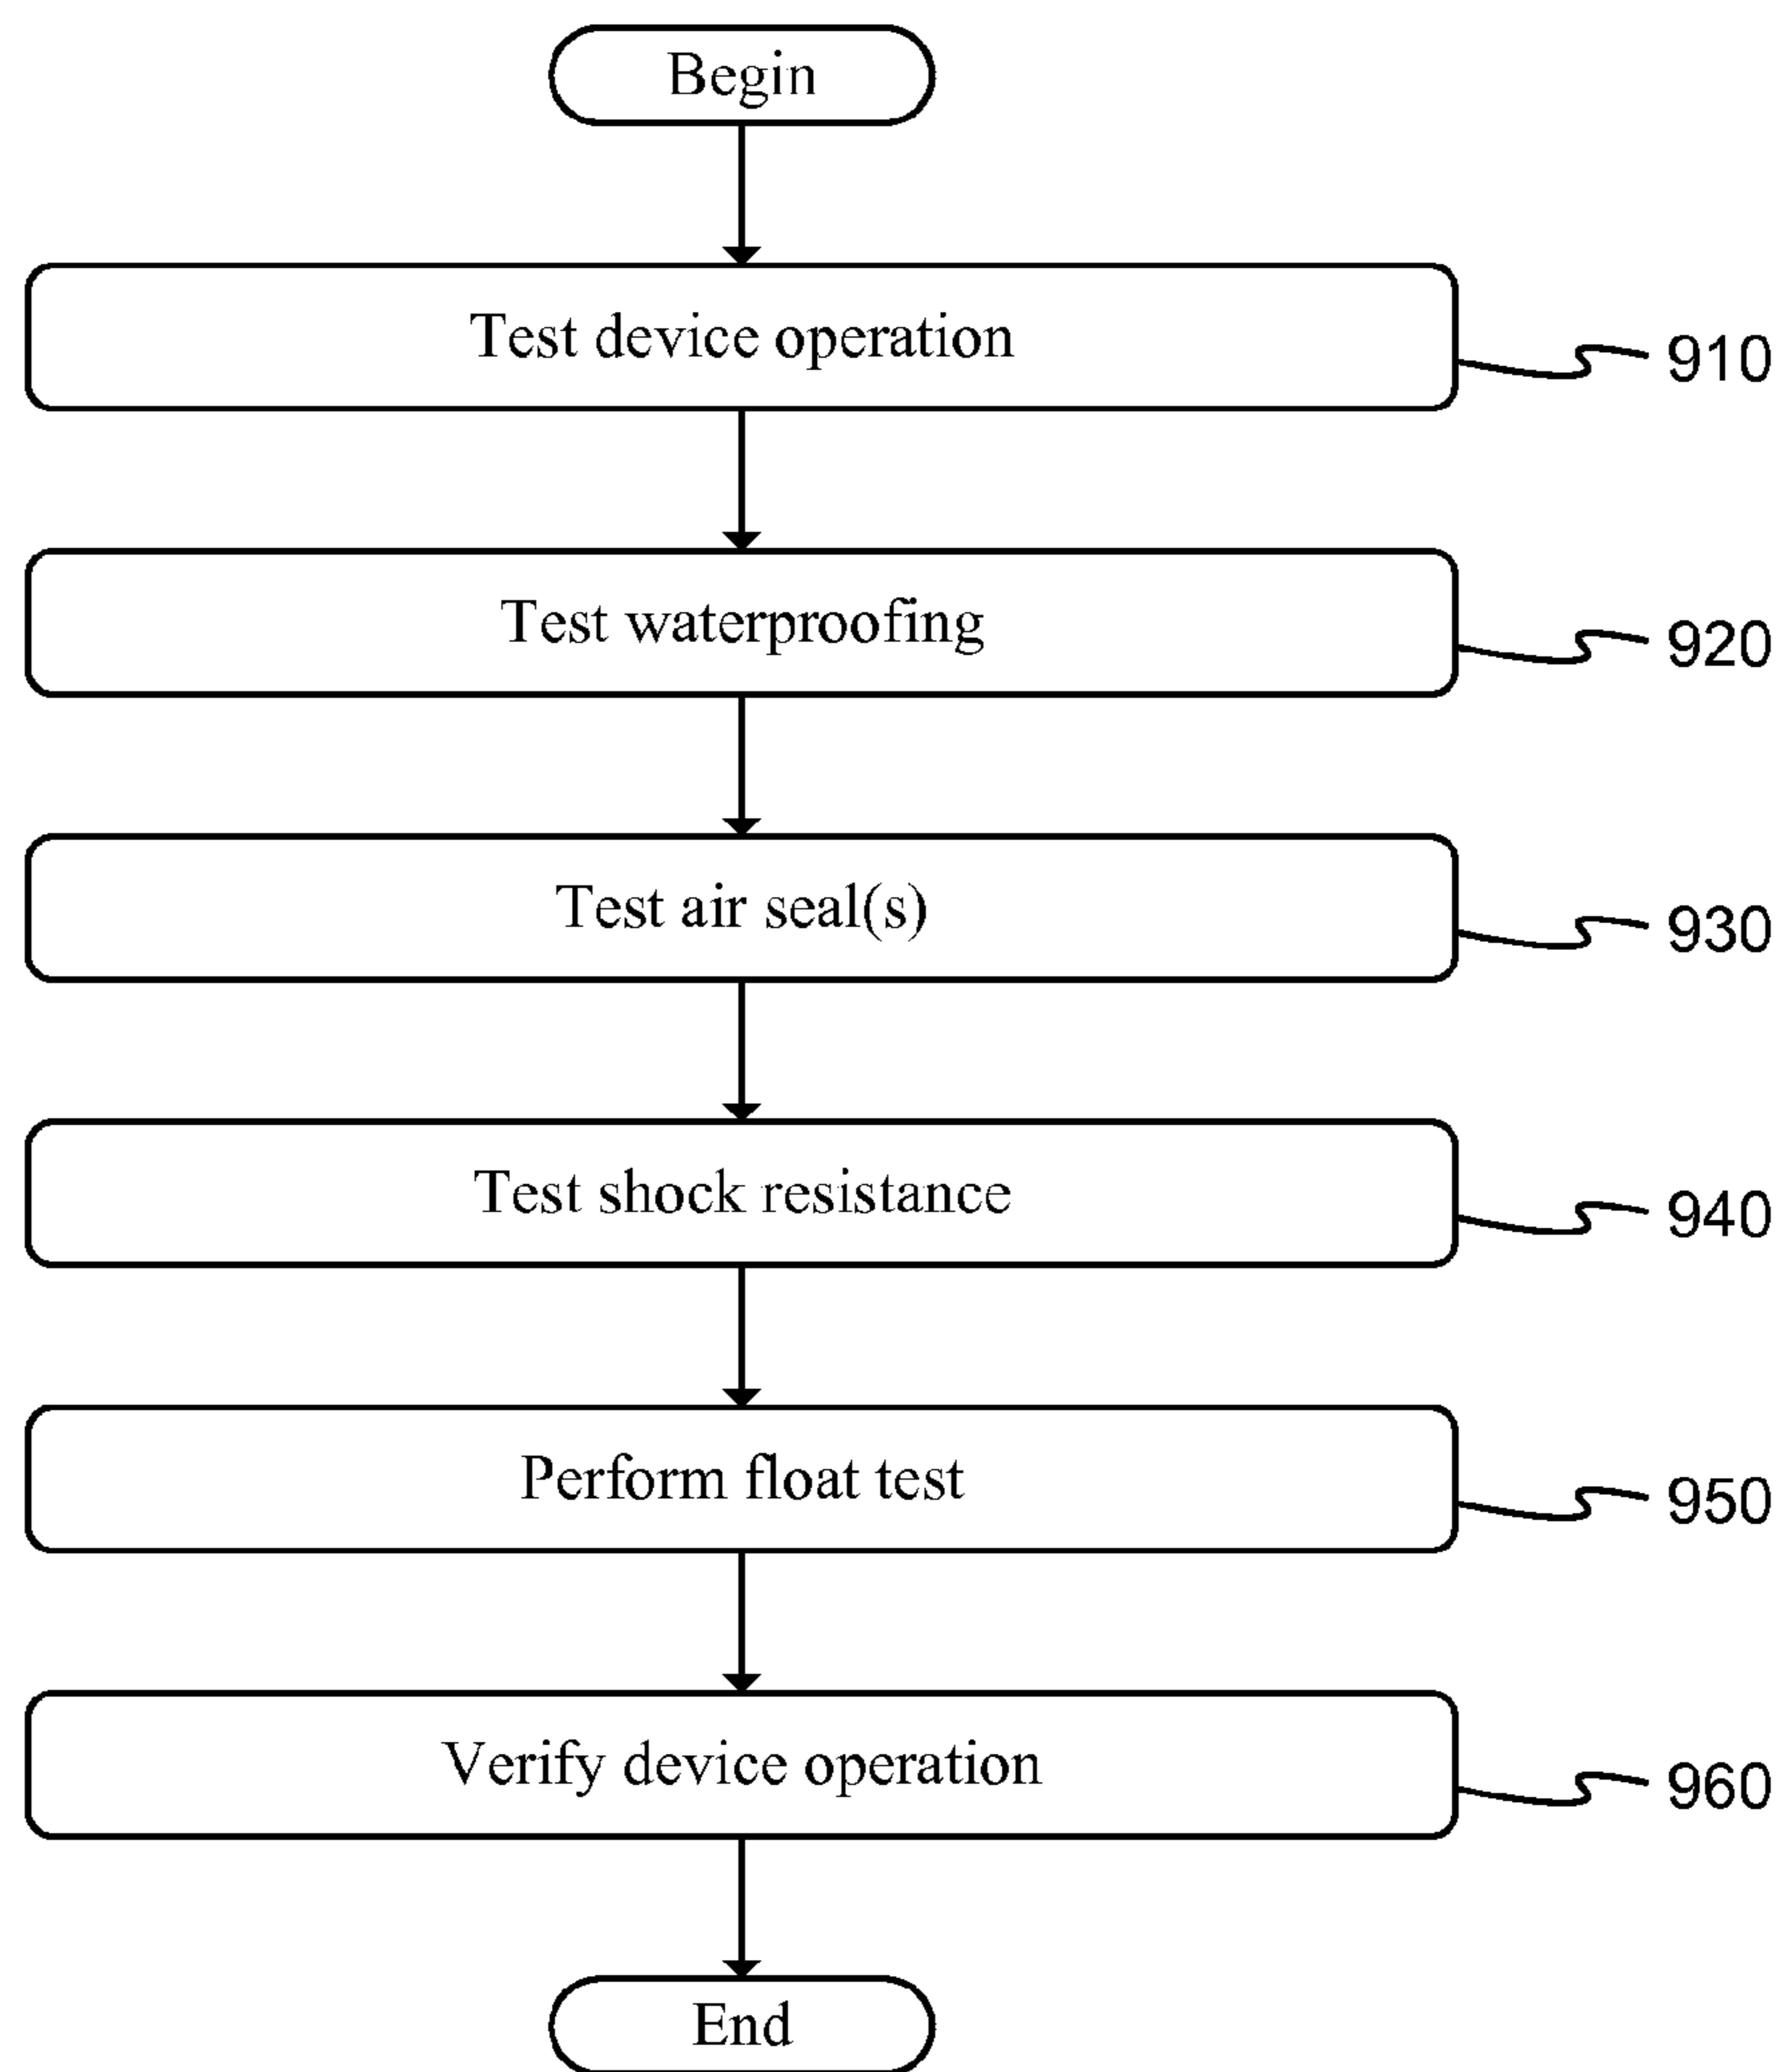 Begin
Test device operation
910
Test waterproofing
920
Test air seal(s)
930
Test shock resistance
940
Perform float test
950
Verify device operation
960
End